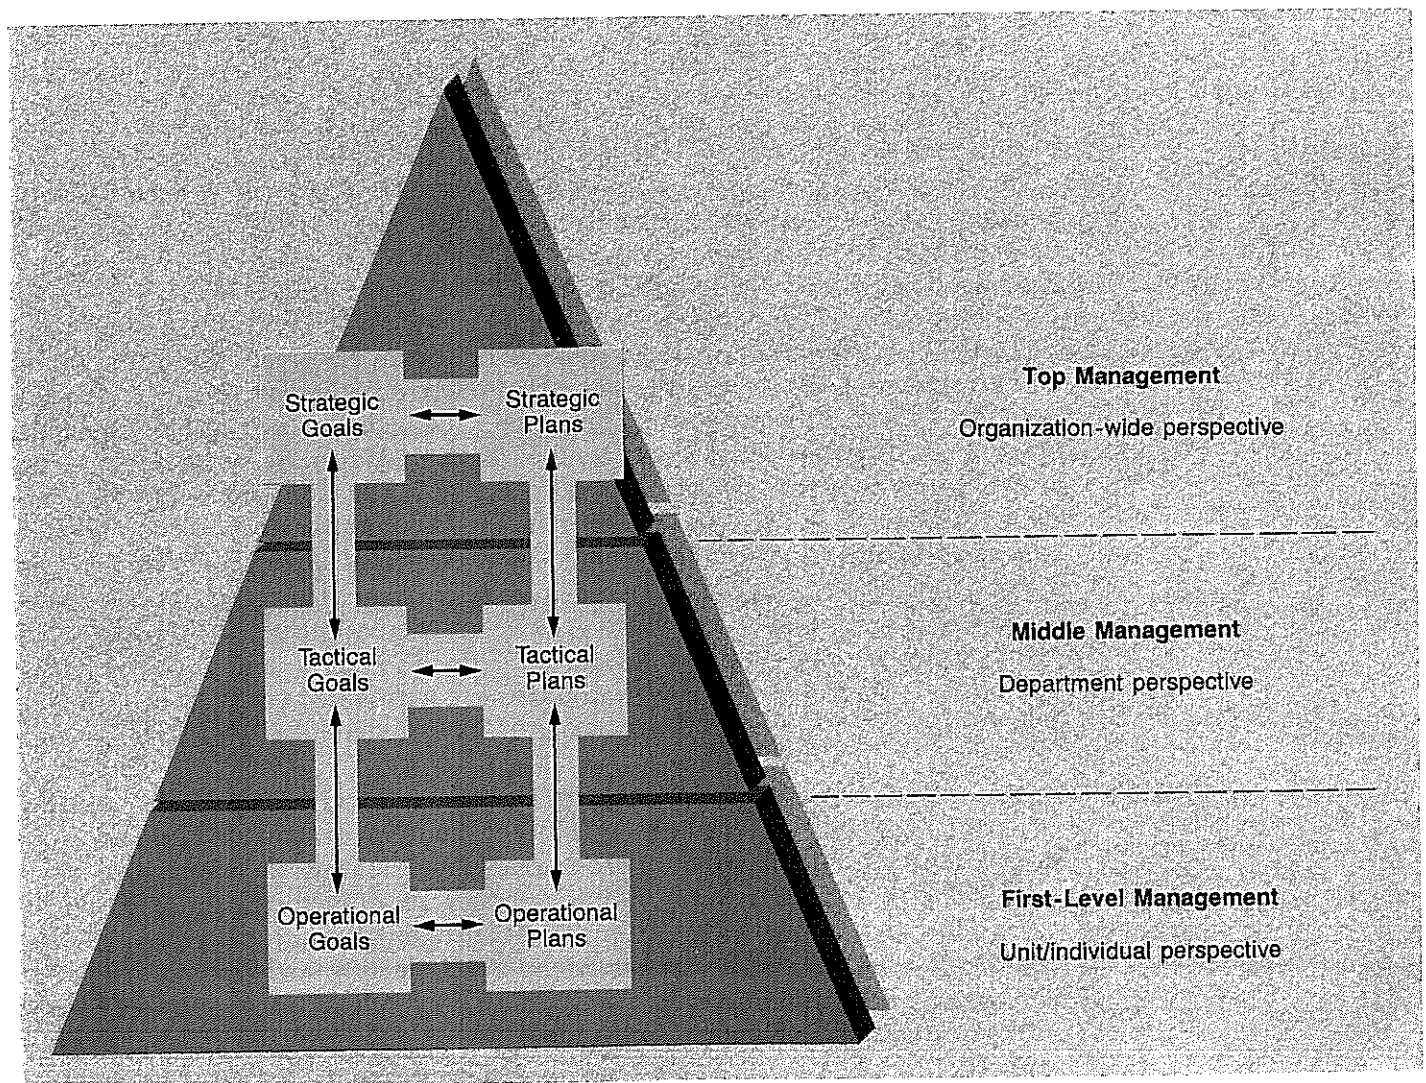 Strategic
Goals
Strategic
Plans
Top Management
Organization-wide perspective
Tactical
Goals
Tactical
Plans
Middle Management
Department perspective
Operational
Goals
Operational
Plans
First-Level Management
Unit/individual perspective